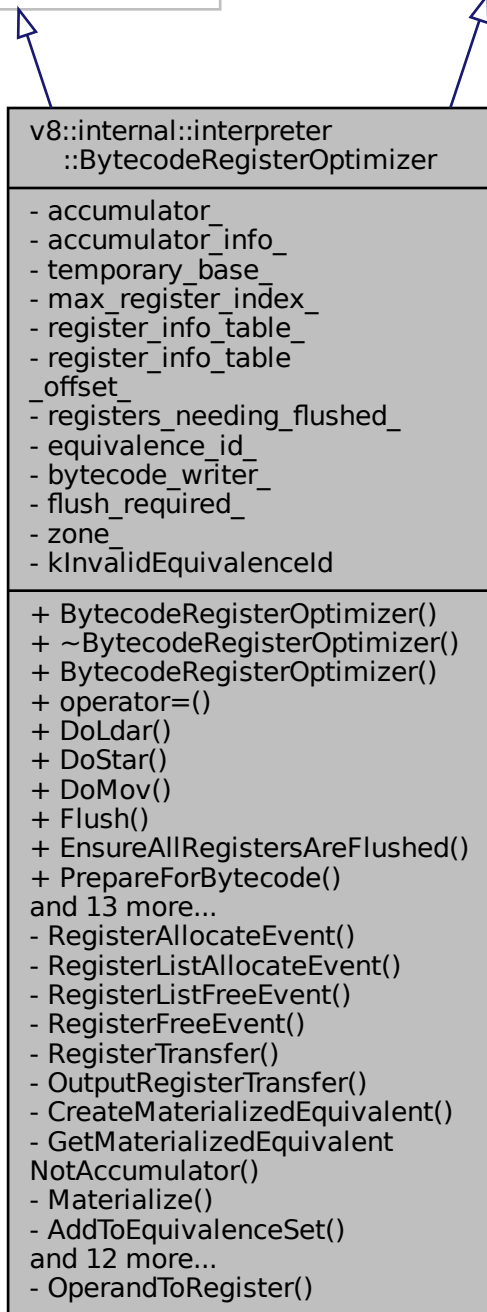 v8::internal::interpreter
::BytecodeRegisterOptimizer
- accumulator_
- accumulator_info_
- temporary_base_
- max_register_index_
- register_info_table_
- register_info_table
_offset_
- registers_needing_flushed_
- equivalence_id_
- bytecode_writer_
- flush_required_
- zone_
- kInvalidEquivalenceId
+ BytecodeRegisterOptimizer()
+ ~BytecodeRegisterOptimizer()
+ BytecodeRegisterOptimizer()
+ operator=()
+ DoLdar()
+ DoStar()
+ DoMov()
+ Flush()
+ EnsureAllRegistersAreFlushed()
+ PrepareForBytecode()
and 13 more...
- RegisterAllocateEvent()
- RegisterListAllocateEvent()
- RegisterListFreeEvent()
- RegisterFreeEvent()
- RegisterTransfer()
- OutputRegisterTransfer()
- CreateMaterializedEquivalent()
- GetMaterializedEquivalent
NotAccumulator()
- Materialize()
- AddToEquivalenceSet()
and 12 more...
- OperandToRegister()